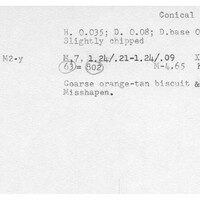 Conical
H. 0.035; D. 0.08; D.base 0
Slightly chipped
M2-y M.7. 1.24/.21-1.24/.09 X
63 = 802 M-4.65 H
Coarse orange-tan biscuit &
Misshapen.